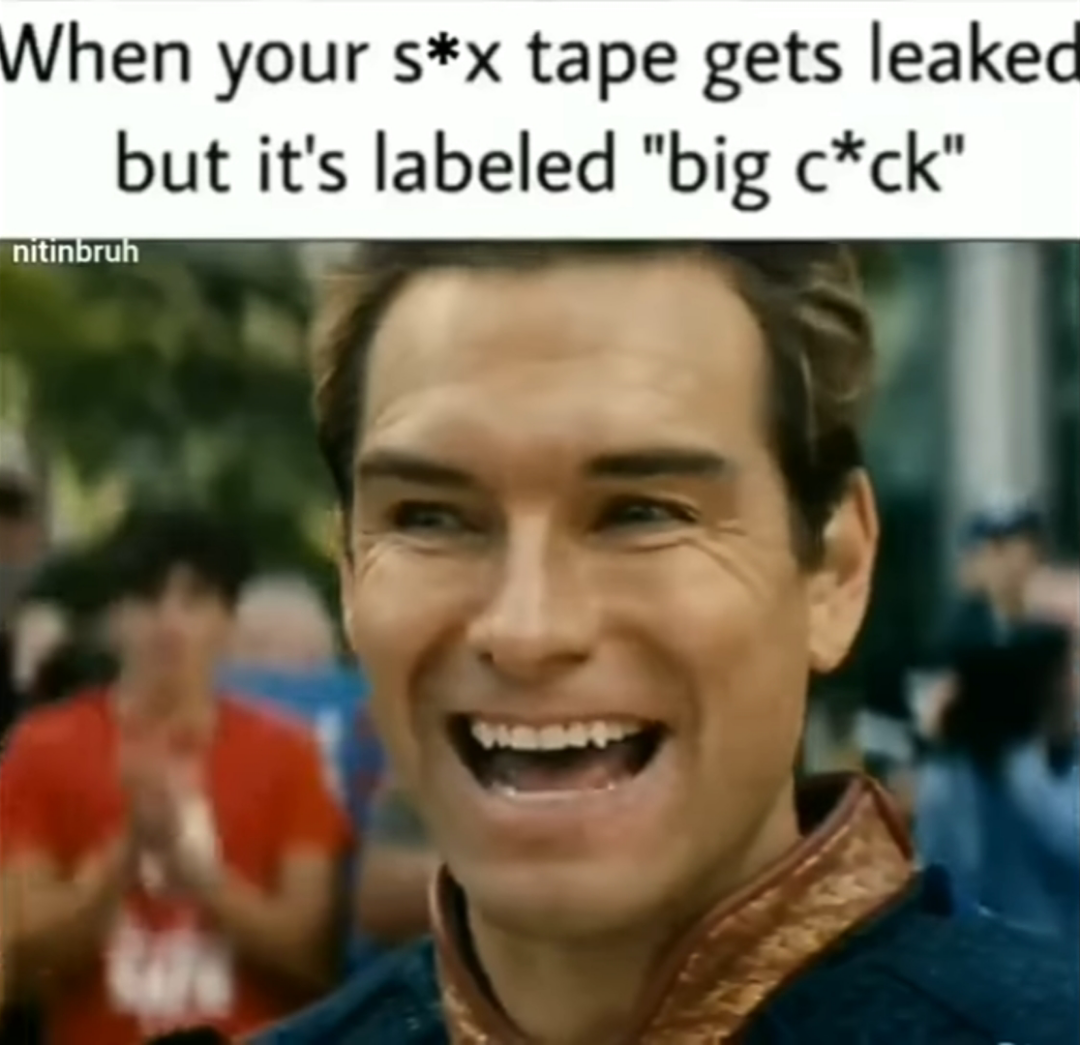 When your s*x tape gets leaked
but it's labeled "big c*ck"
nitinbruh